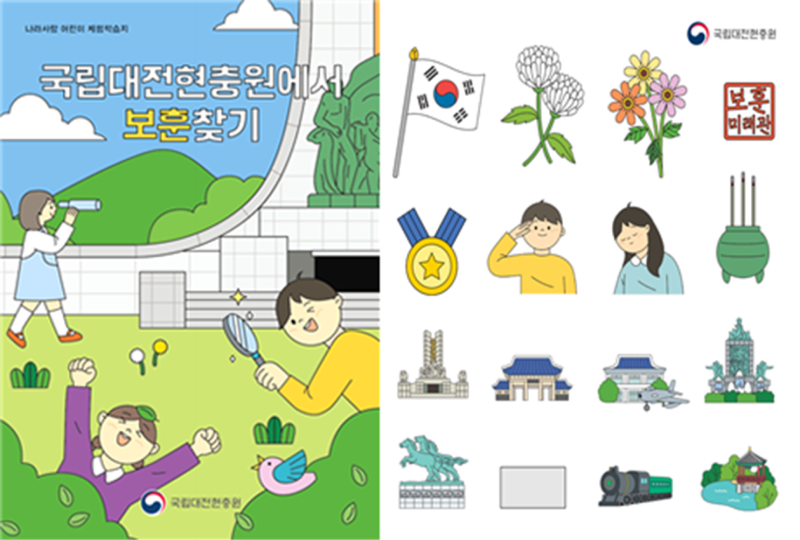 나라사랑 어린이 체험학습지
국립대전현충원에서
보훈찾기
국립대전현충원
국립대전현충원
보훈
미래관